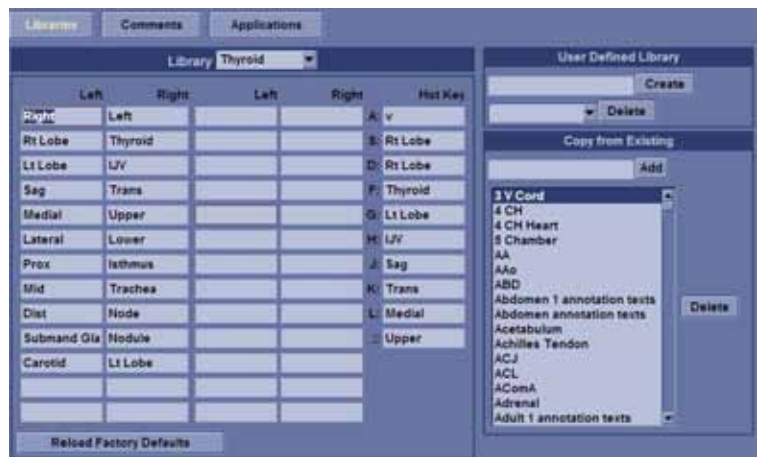 Libraries Comments Applications
Library Thyroid
Left Right Left Right Hot Key
Right Left A: v
Rt Lobe Thyroid S: Rt Lobe
Lt Lobe IJV D: Rt Lobe
Sag Trans F: Thyroid
Medial Upper G: Lt Lobe
Lateral Lower H: IJV
Prox Isthmus J: Sag
Mid Trachea K: Trans
Dist Node L: Medial
Submand Gla Nodule Upper
Carotid Lt Lobe
Reload Factory Defaults
User Defined Library
Create
Delete
Copy from Existing
Add
3 V Cord
4 CH
4 CH Heart
5 Chamber
AA
AAo
ABD
Abdomen 1 annotation texts
Abdomen annotation texts
Acetabulum
Achilles Tendon
ACJ
ACL
AComA
Adrenal
Adult 1 annotation texts
Delete